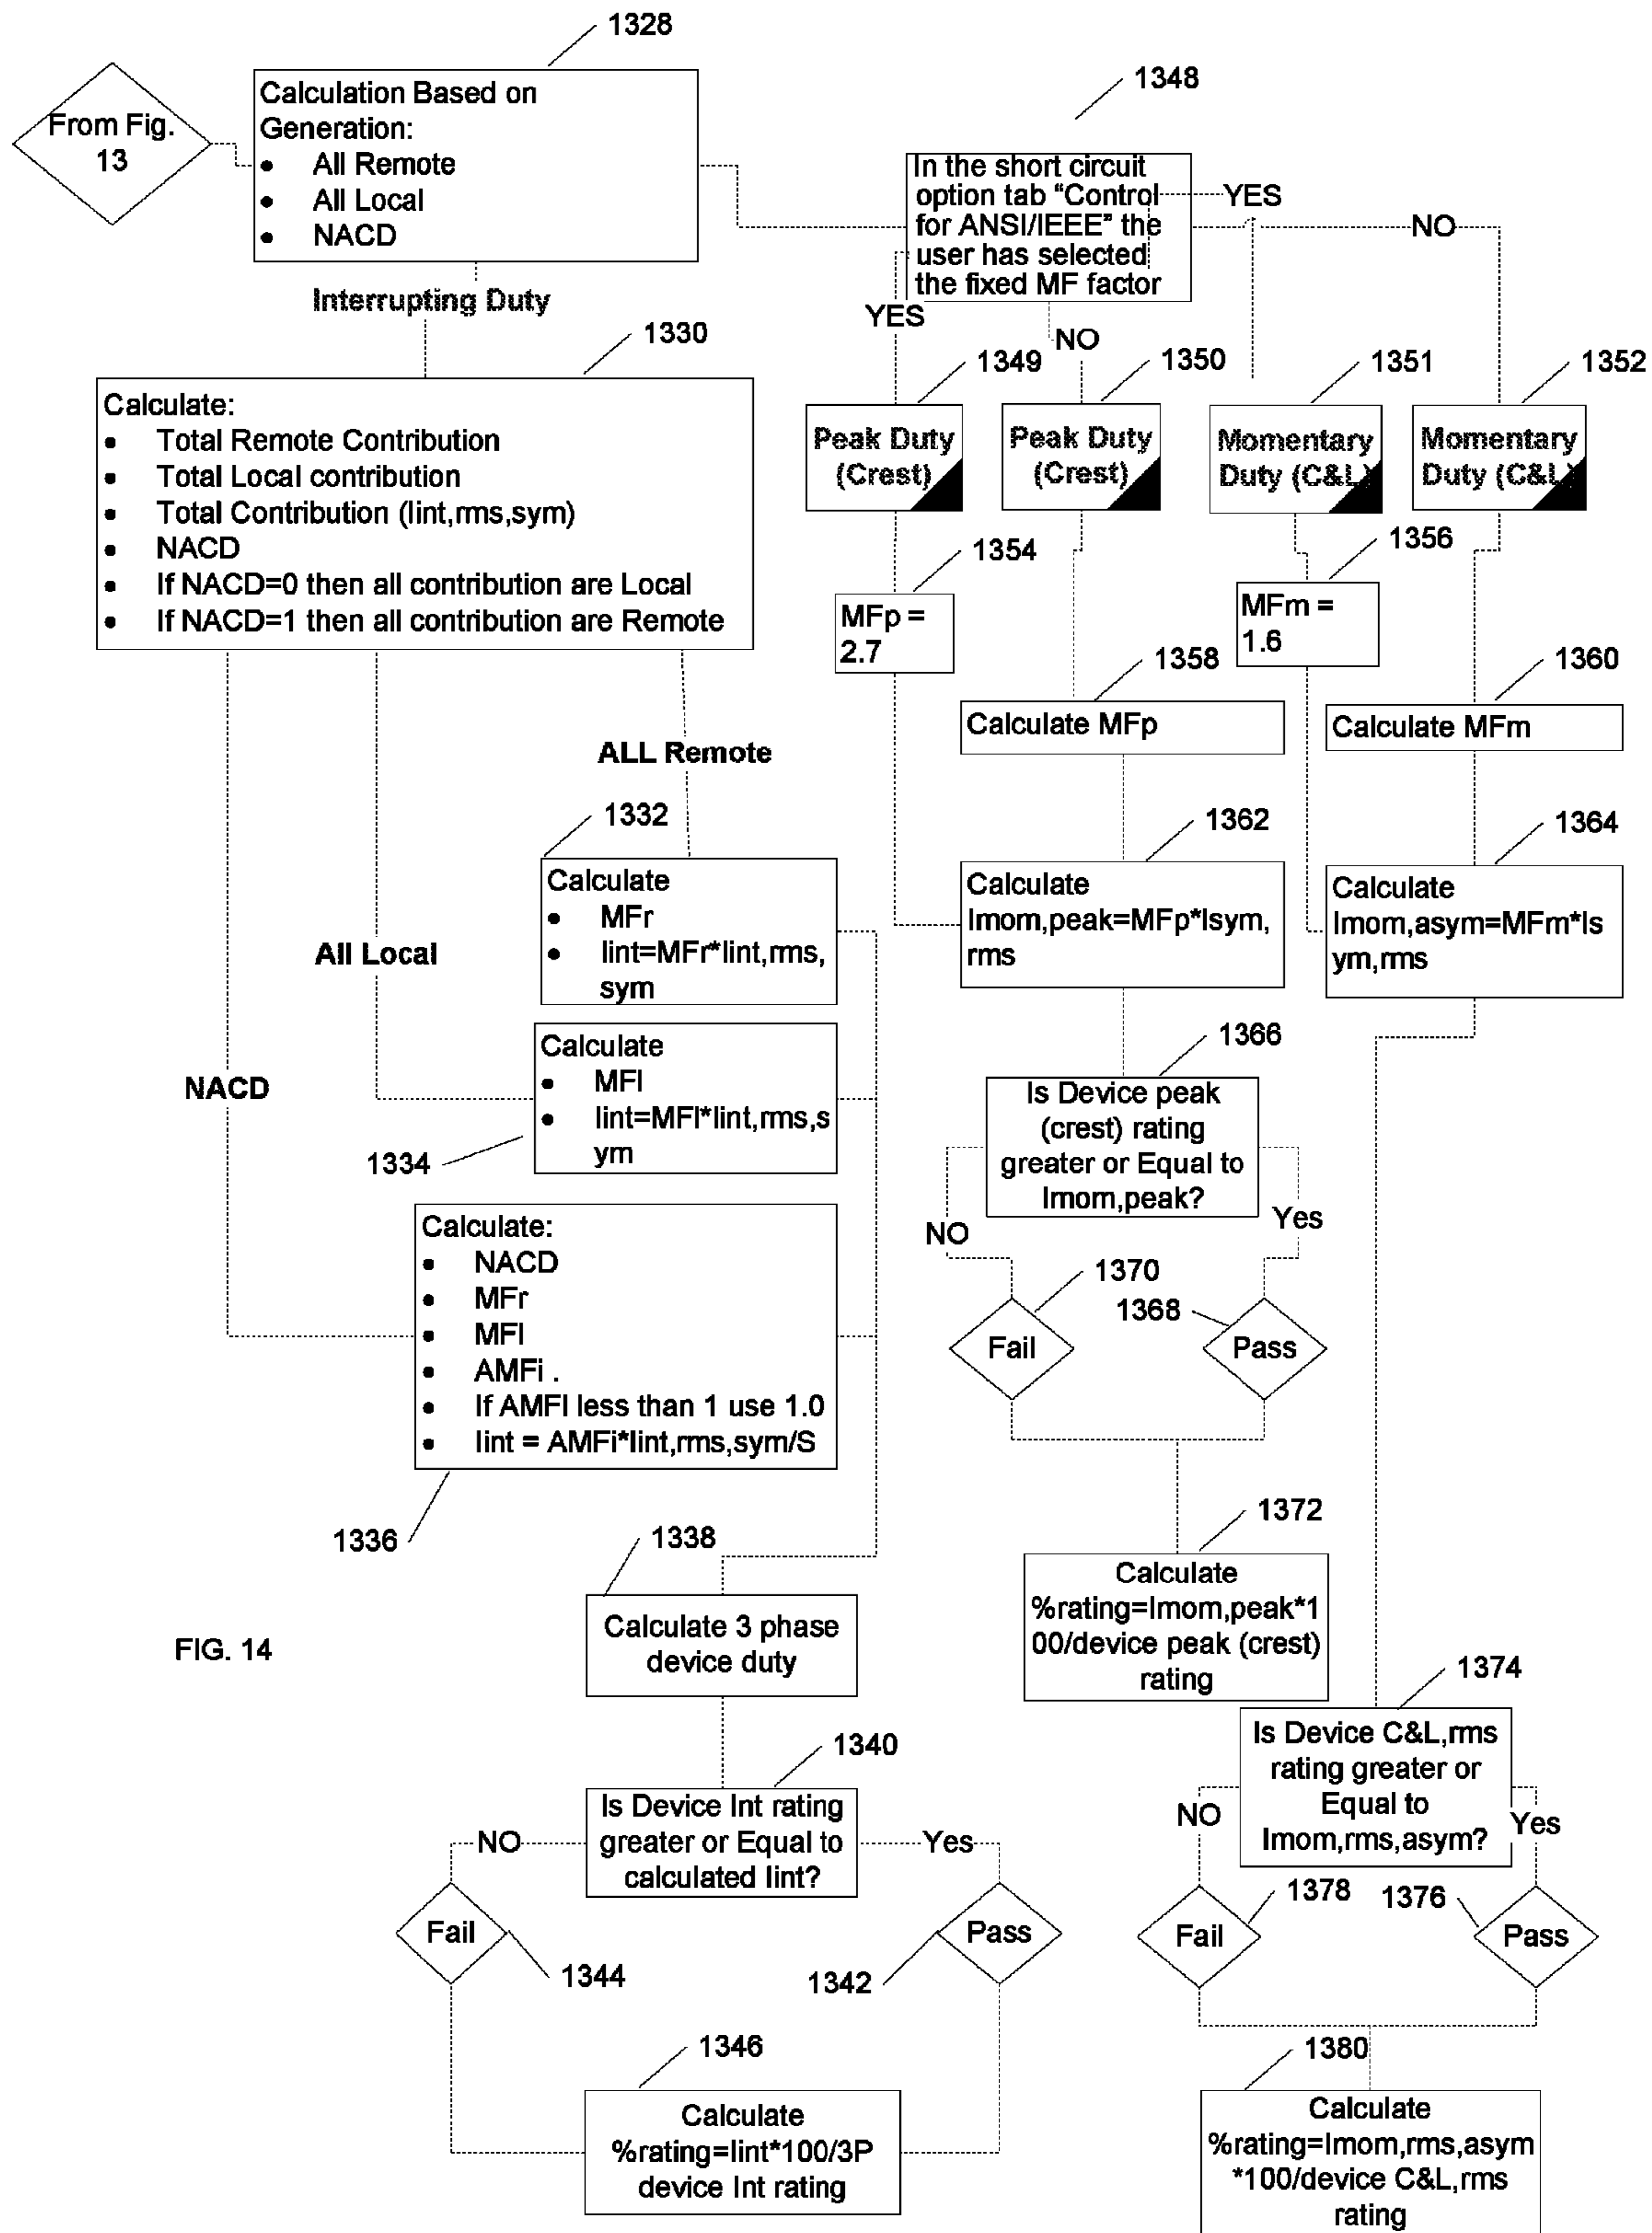 1328
From Fig.
13
Calculation Based on
Generation:
• All Remote
• All Local
• NACD
1348
In the short circuit
option tab “Control
for ANSI/IEEE” the
user has selected
the fixed MF factor
YES
NO
YES
NO
Interrupting Duty
1330
Calculate:
• Total Remote Contribution
• Total Local contribution
• Total Contribution (Iint,rms,sym)
• NACD
• If NACD=0 then all contribution are Local
• If NACD=1 then all contribution are Remote
1349
Peak Duty
(Crest)
1350
Peak Duty
(Crest)
1351
Momentary
Duty (C&L)
1352
Momentary
Duty (C&L)
1354
MFp =
2.7
1356
MFm =
1.6
1358
Calculate MFp
1360
Calculate MFm
ALL Remote
1332
Calculate
• MFr
• Iint=MFr*Iint,rms,
sym
All Local
1334
Calculate
• MFl
• Iint=MFl*Iint,rms,s
ym
NACD
1336
Calculate:
• NACD
• MFr
• MFl
• AMFi .
• If AMFI less than 1 use 1.0
• Iint = AMFi*Iint,rms,sym/S
1362
Calculate
Imom,peak=MFp*Isym,
rms
1364
Calculate
Imom,asym=MFm*Is
ym,rms
1366
Is Device peak
(crest) rating
greater or Equal to
Imom,peak?
NO
Yes
1370
Fail
1368
Pass
1372
Calculate
%rating=Imom,peak*1
00/device peak (crest)
rating
1338
Calculate 3 phase
device duty
FIG. 14
1340
Is Device Int rating
greater or Equal to
calculated Iint?
NO
Yes
Fail
1344
Pass
1342
1346
Calculate
%rating=Iint*100/3P
device Int rating
1374
Is Device C&L,rms
rating greater or
Equal to
Imom,rms,asym?
NO
Yes
1378
Fail
1376
Pass
1380
Calculate
%rating=Imom,rms,asym
*100/device C&L,rms
rating